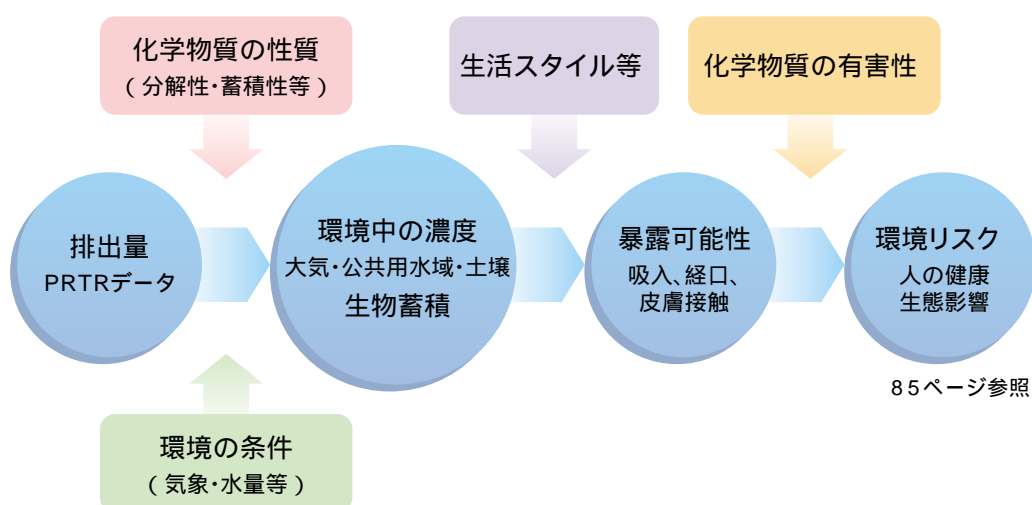 化学物質の性質
(分解性・蓄積性等)
生活スタイル等
化学物質の有害性
排出量
PRTRデータ
環境中の濃度
大気・公共用水域・土壌
生物蓄積
暴露可能性
吸入、経口、
皮膚接触
環境リスク
人の健康
生態影響
85ページ参照
環境の条件
(気象・水量等)